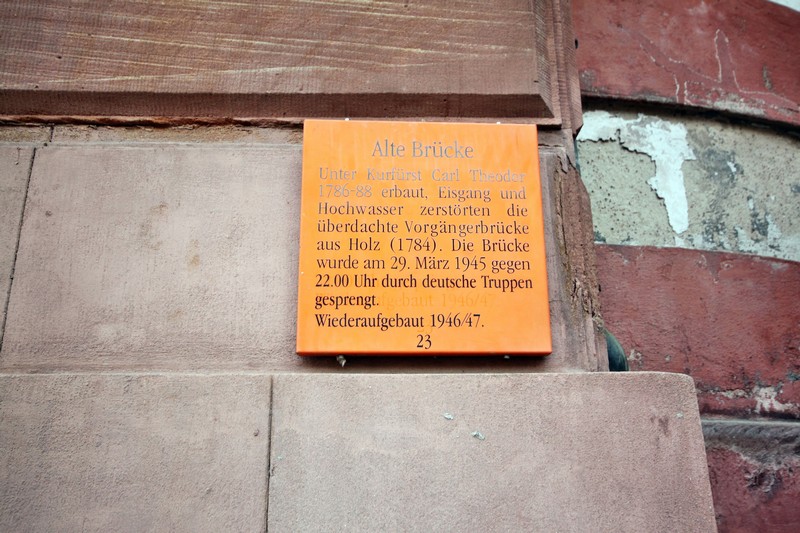 Alte Brücke
Unter Kurfürst Carl Theodor
1786-88 erbaut, Eisgang und
Hochwasser zerstörten die
überdachte Vorgängerbrücke
aus Holz (1784). Die Brücke
wurde am 29. März 1945 gegen
22.00 Uhr durch deutsche Truppen
gesprengt.
Wiederaufgebaut 1946/47.
23